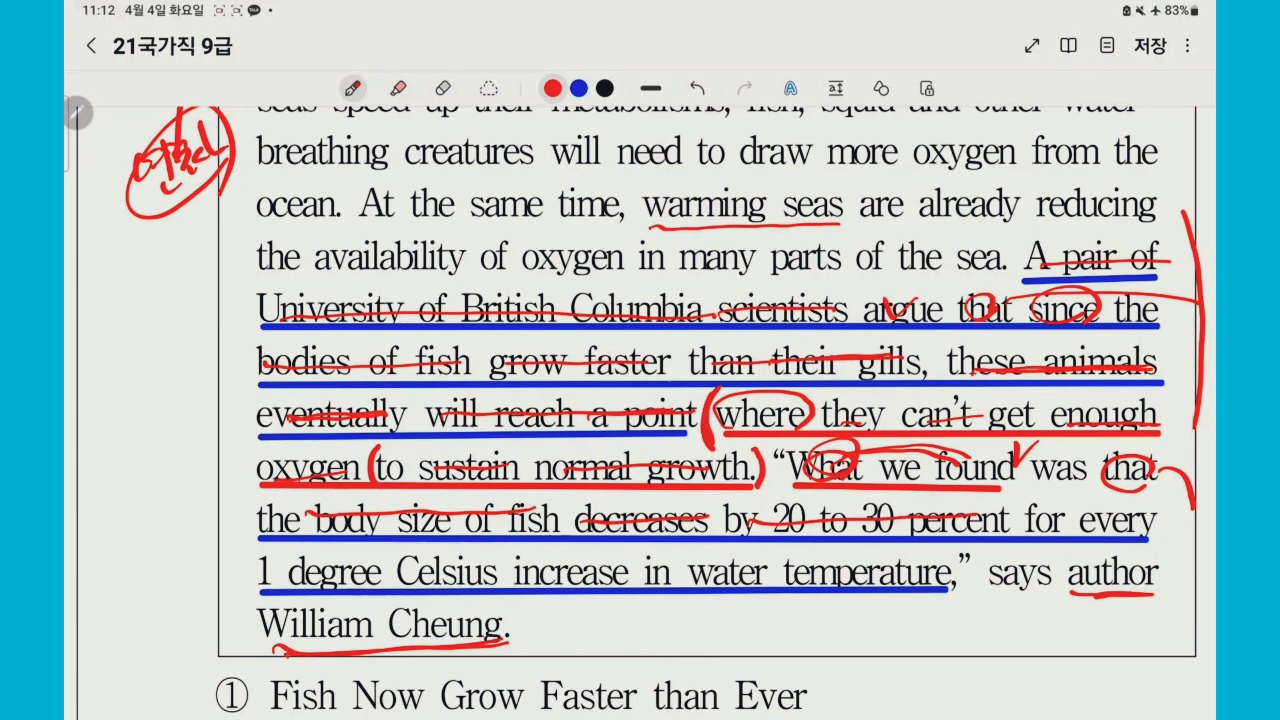 11:12 4월 4일 화요일
83%
21국가직 9급
저장
seas speed up their metabolisms, fish, squid and other water-
breathing creatures will need to draw more oxygen from the
ocean. At the same time, warming seas are already reducing
the availability of oxygen in many parts of the sea. A pair of
University of British Columbia scientists argue that since the
bodies of fish grow faster than their gills, these animals
eventually will reach a point where they can't get enough
oxygen to sustain normal growth. “What we found was that
the body size of fish decreases by 20 to 30 percent for every
1 degree Celsius increase in water temperature,” says author
William Cheung.
① Fish Now Grow Faster than Ever